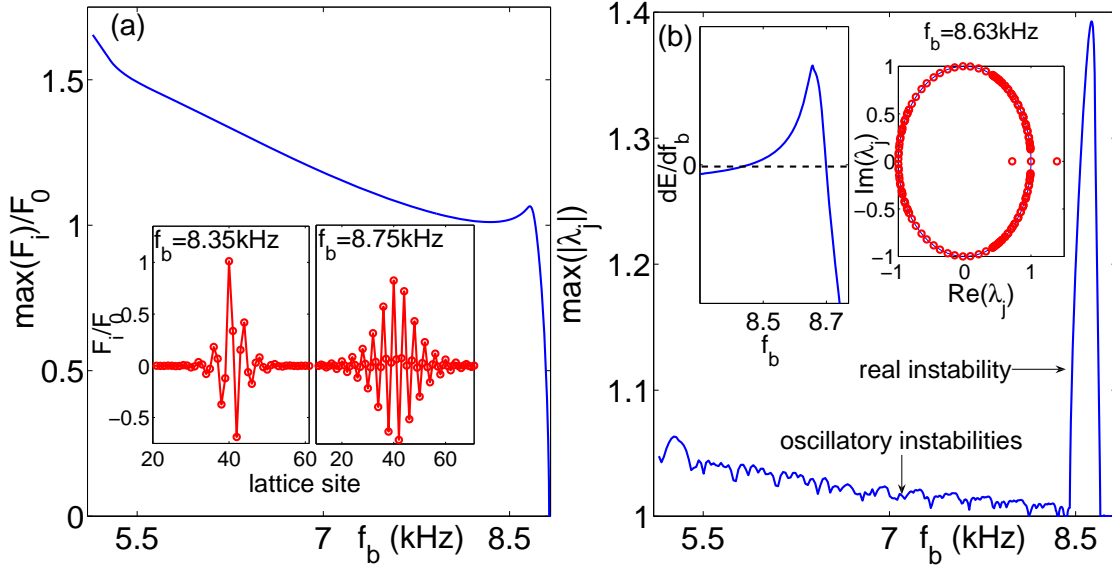 (a)
max(F_i)/F_0
1.5
1
0.5
0
5.5
7
8.5
f_b (kHz)
f_b=8.35kHz
f_b=8.75kHz
F_i/F_0
1
0.5
0
−0.5
20
40
60
20
40
60
lattice site
(b)
max(|λ_j|)
1.4
1.3
1.2
1.1
1
5.5
7
8.5
f_b (kHz)
dE/df_b
0
8.5
8.7
f_b
f_b=8.63kHz
Im(λ_j)
1
0.5
0
−0.5
−1
−1
0
1
Re(λ_j)
real instability
oscillatory instabilities